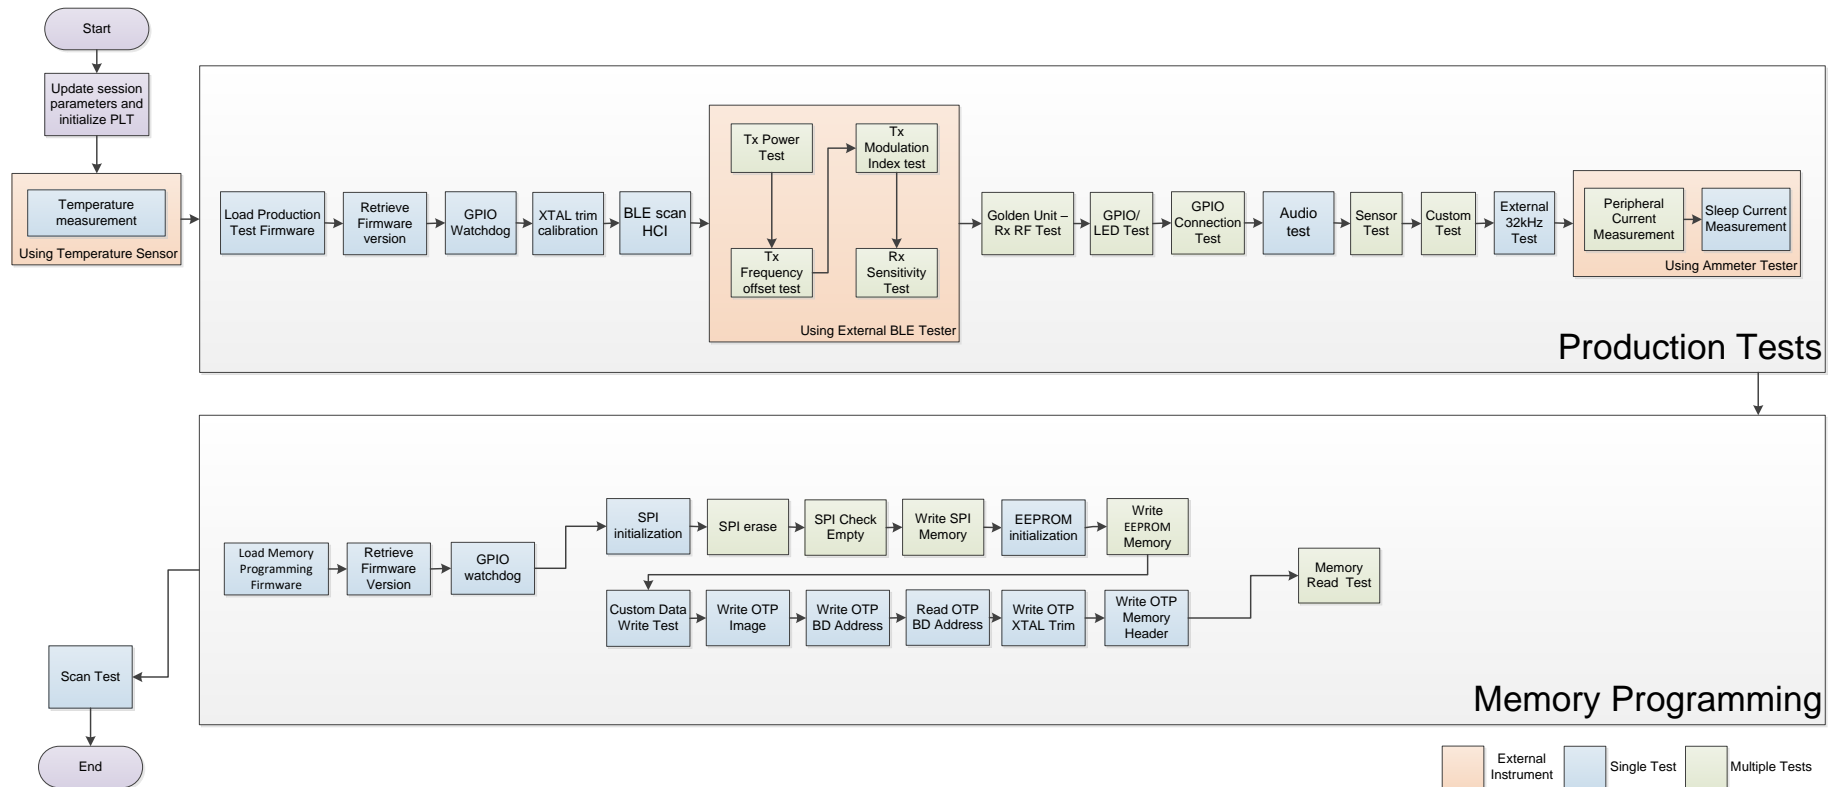 Start
Update session
parameters and
initialize PLT
Temperature
measurement
Using Temperature Sensor
Load Production
Test Firmware
Retrieve
Firmware
version
GPIO
Watchdog
XTAL trim
calibration
BLE scan
HCI
Tx Power
Test
Tx
Frequency
offset test
Tx
Modulation
Index test
Rx
Sensitivity
Test
Using External BLE Tester
Golden Unit –
Rx RF Test
GPIO/
LED Test
GPIO
Connection
Test
Audio
test
Sensor
Test
Custom
Test
External
32kHz
Test
Peripheral
Current
Measurement
Sleep Current
Measurement
Using Ammeter Tester
Production Tests
Load Memory
Programming
Firmware
Retrieve
Firmware
Version
GPIO
watchdog
SPI
initialization
SPI erase
SPI Check
Empty
Write SPI
Memory
EEPROM
initialization
Write
EEPROM
Memory
Custom Data
Write Test
Write OTP
Image
Write OTP
BD Address
Read OTP
BD Address
Write OTP
XTAL Trim
Write OTP
Memory
Header
Memory
Read Test
Memory Programming
Scan Test
End
External
Instrument
Single Test
Multiple Tests